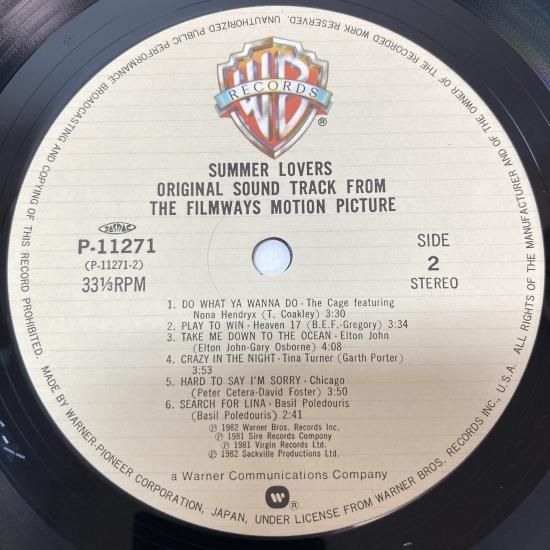 ALL RIGHTS OF THE MANUFACTURER AND OF THE OWNER OF THE RECORDED WORK RESERVED. UNAUTHORIZED PUBLIC PERFORMANCE BROADCASTING AND COPYING OF THIS RECORD PROHIBITED.
WB
RECORDS
®
SUMMER LOVERS
ORIGINAL SOUND TRACK FROM
THE FILMWAYS MOTION PICTURE
P-11271
(P-11271-2)
33⅓RPM
SIDE
2
STEREO
1. DO WHAT YA WANNA DO - The Cage featuring
Nona Hendryx (T. Coakley) 3:30
2. PLAY TO WIN - Heaven 17 (B.E.F.-Gregory) 3:34
3. TAKE ME DOWN TO THE OCEAN - Elton John
(Elton John-Gary Osborne) 4:08
4. CRAZY IN THE NIGHT - Tina Turner (Garth Porter)
3:53
5. HARD TO SAY I'M SORRY - Chicago
(Peter Cetera-David Foster) 3:50
6. SEARCH FOR LINA - Basil Poledouris
(Basil Poledouris) 2:41
℗ 1982 Warner Bros. Records Inc.
℗ 1981 Sire Records Company
℗ 1981 Virgin Records Ltd.
℗ 1982 Sackville Productions Ltd.
a Warner Communications Company
®
MADE BY WARNER-PIONEER CORPORATION, JAPAN, UNDER LICENSE FROM WARNER BROS. RECORDS INC., U.S.A.